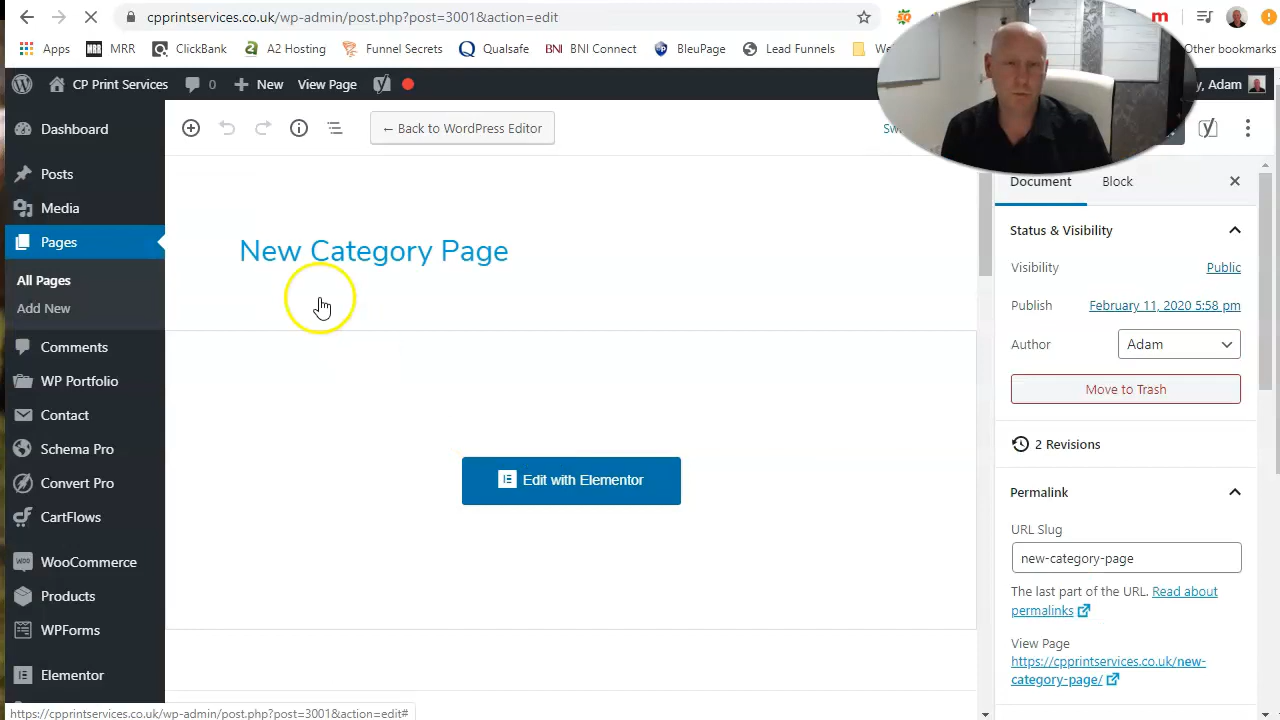 cpprintservices.co.uk/wp-admin/post.php?post=3001&action=edit
Apps MRR ClickBank A2 Hosting Funnel Secrets Qualsafe BNI Connect BleuPage Lead Funnels Other bookmarks
CP Print Services 0 New View Page , Adam
Dashboard
Posts
Media
Pages
All Pages
Add New
Comments
WP Portfolio
Contact
Schema Pro
Convert Pro
CartFlows
WooCommerce
Products
WPForms
Elementor
← Back to WordPress Editor
New Category Page
Edit with Elementor
Document Block
Status & Visibility
Visibility Public
Publish February 11, 2020 5:58 pm
Author Adam
Move to Trash
2 Revisions
Permalink
URL Slug
new-category-page
The last part of the URL. Read about
permalinks
View Page
https://cpprintservices.co.uk/new-
category-page/
https://cpprintservices.co.uk/wp-admin/post.php?post=3001&action=edit#